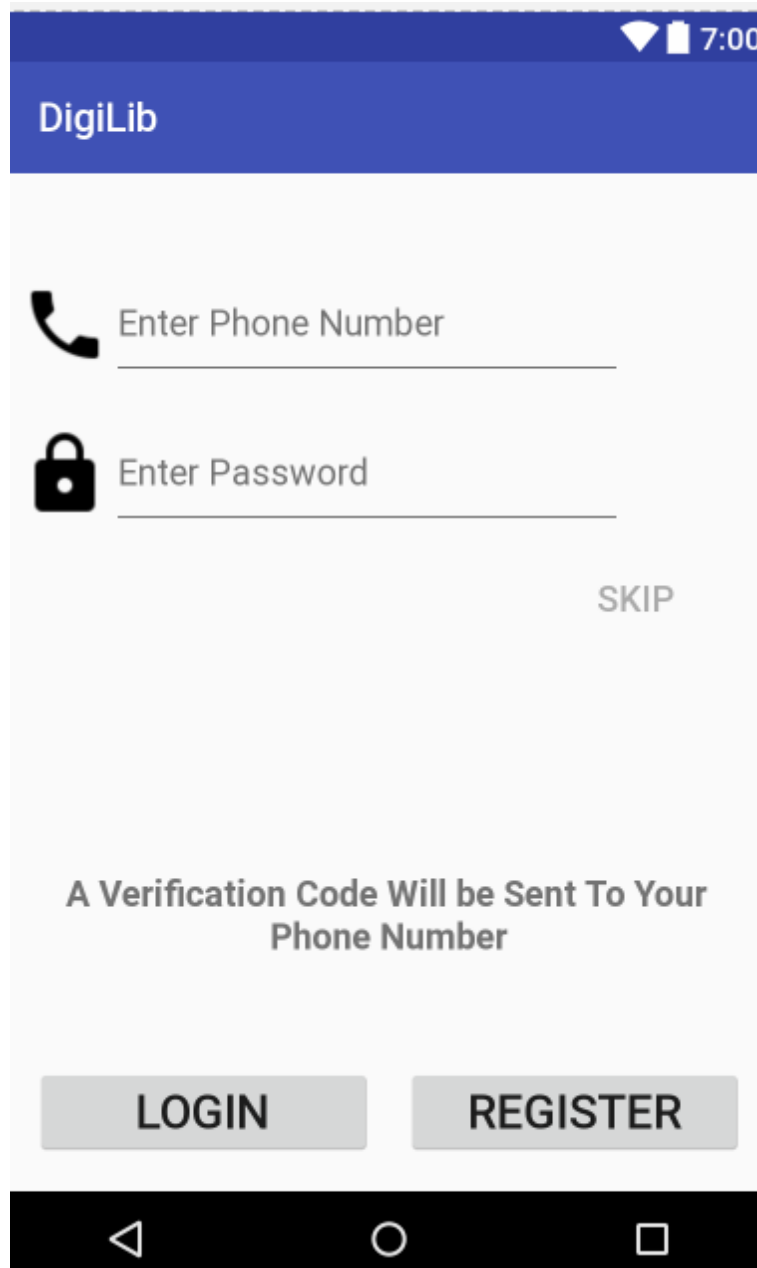 7:00
DigiLib
Enter Phone Number
Enter Password
SKIP
A Verification Code Will be Sent To Your
Phone Number
LOGIN
REGISTER